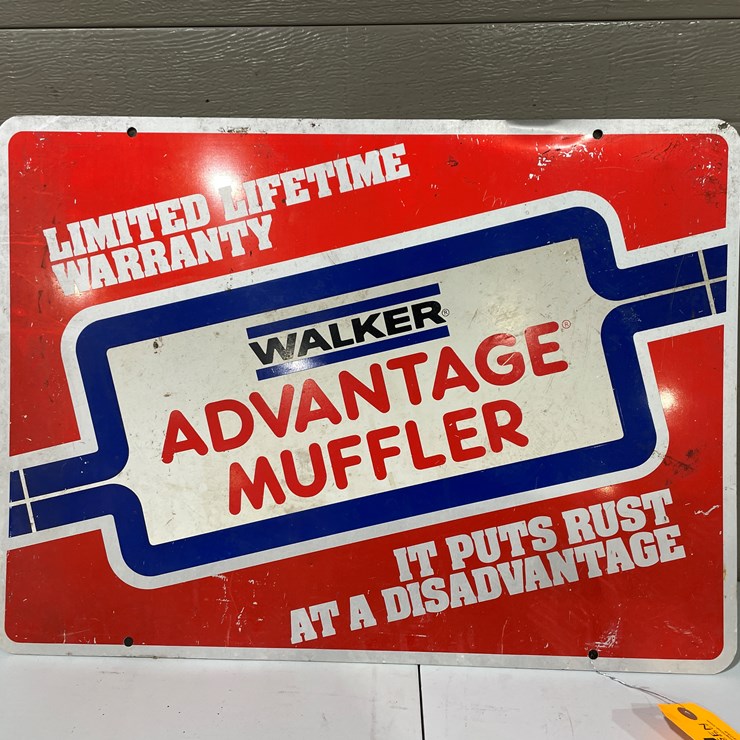 LIMITED LIFETIME
WARRANTY
WALKER®
ADVANTAGE®
MUFFLER
IT PUTS RUST
AT A DISADVANTAGE